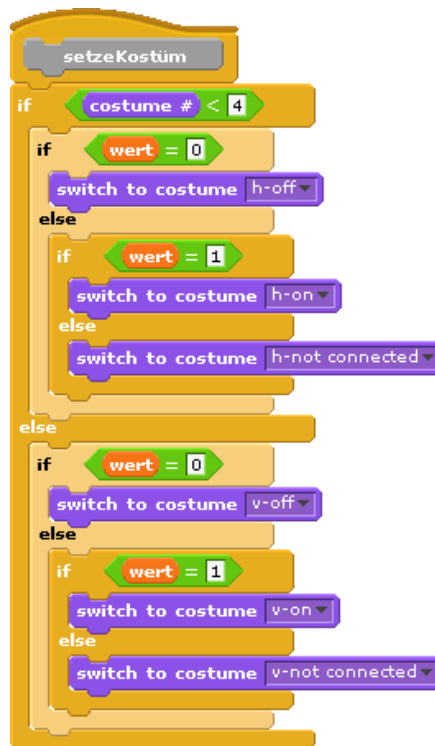 setzeKostüm
if costume # < 4
if wert = 0
switch to costume h-off
else
if wert = 1
switch to costume h-on
else
switch to costume h-not connected
else
if wert = 0
switch to costume v-off
else
if wert = 1
switch to costume v-on
else
switch to costume v-not connected